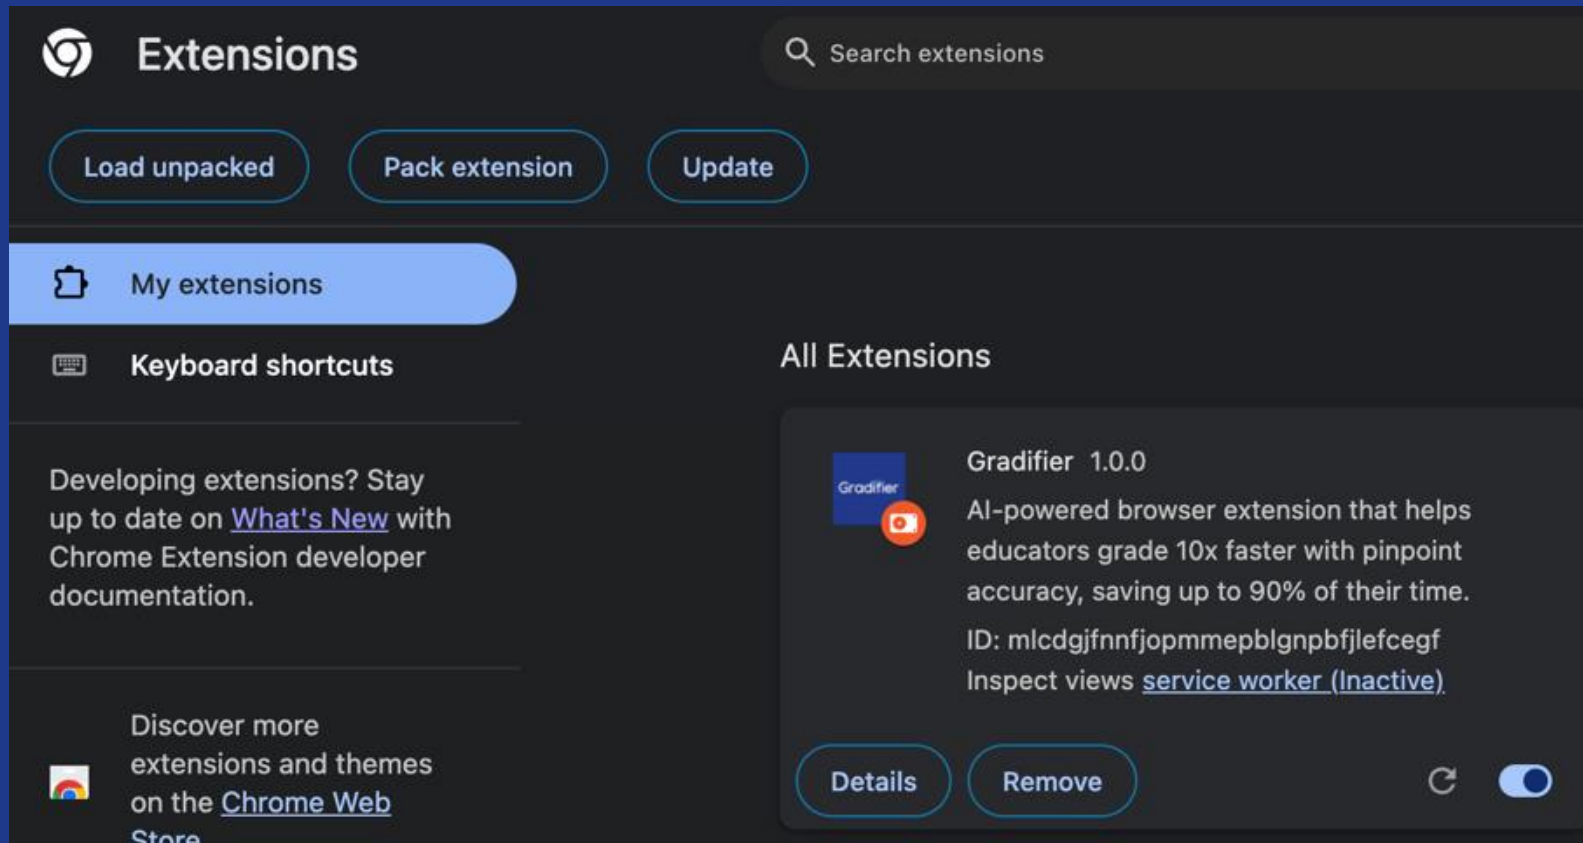 Extensions
Search extensions
Load unpacked
Pack extension
Update
My extensions
Keyboard shortcuts
Developing extensions? Stay
up to date on What's New with
Chrome Extension developer
documentation.
Discover more
extensions and themes
on the Chrome Web
Store
All Extensions
Gradifier
Gradifier 1.0.0
AI-powered browser extension that helps
educators grade 10x faster with pinpoint
accuracy, saving up to 90% of their time.
ID: mlcdgjfnnfjopmmepblgnpbfjlefcegf
Inspect views service worker (Inactive)
Details
Remove